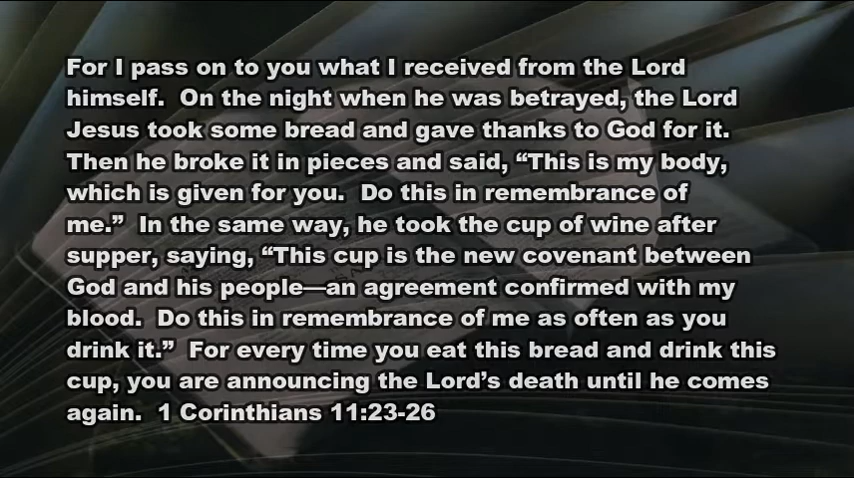 For I pass on to you what I received from the Lord
himself.  On the night when he was betrayed, the Lord
Jesus took some bread and gave thanks to God for it.
Then he broke it in pieces and said, “This is my body,
which is given for you.  Do this in remembrance of
me.”  In the same way, he took the cup of wine after
supper, saying, “This cup is the new covenant between
God and his people—an agreement confirmed with my
blood.  Do this in remembrance of me as often as you
drink it.”  For every time you eat this bread and drink this
cup, you are announcing the Lord’s death until he comes
again.  1 Corinthians 11:23-26